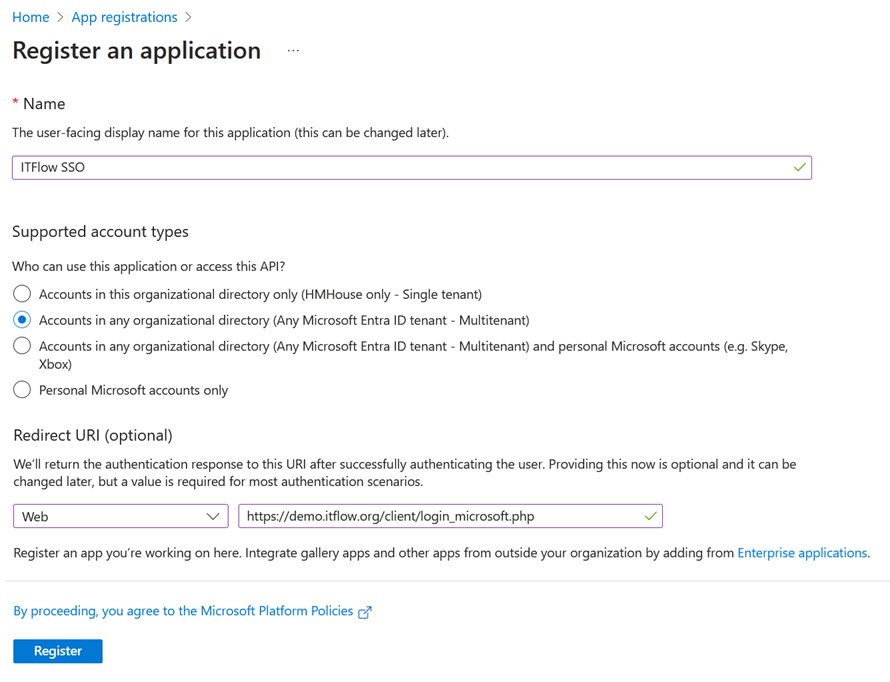 Home > App registrations >
Register an application ...
* Name
The user-facing display name for this application (this can be changed later).
ITFlow SSO
Supported account types
Who can use this application or access this API?
Accounts in this organizational directory only (HMHouse only - Single tenant)
Accounts in any organizational directory (Any Microsoft Entra ID tenant - Multitenant)
Accounts in any organizational directory (Any Microsoft Entra ID tenant - Multitenant) and personal Microsoft accounts (e.g. Skype,
Xbox)
Personal Microsoft accounts only
Redirect URI (optional)
We'll return the authentication response to this URI after successfully authenticating the user. Providing this now is optional and it can be
changed later, but a value is required for most authentication scenarios.
Web https://demo.itflow.org/client/login_microsoft.php
Register an app you're working on here. Integrate gallery apps and other apps from outside your organization by adding from Enterprise applications.
By proceeding, you agree to the Microsoft Platform Policies
Register